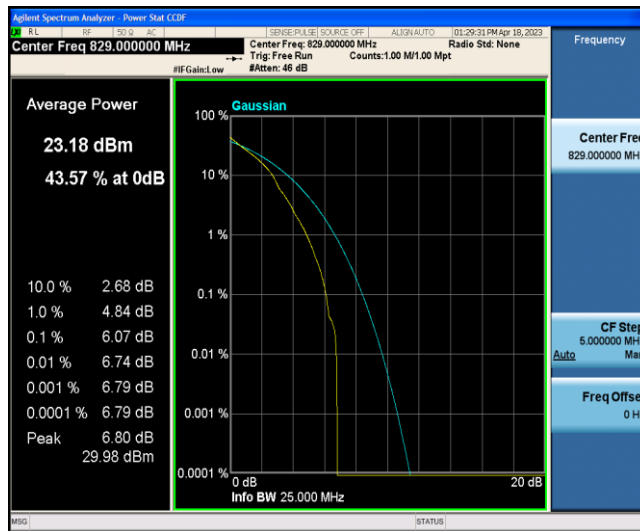 Agilent Spectrum Analyzer - Power Stat CCDF
RL RF 50 Ω AC SENSE:PULSE SOURCE OFF ALIGN AUTO 01:29:31 PM Apr 18, 2023
Center Freq 829.000000 MHz
Center Freq: 829.000000 MHz Radio Std: None
Trig: Free Run Counts:1.00 M/1.00 Mpt
#IFGain:Low #Atten: 46 dB
Frequency
Average Power
23.18 dBm
43.57 % at 0dB
10.0 % 2.68 dB
1.0 % 4.84 dB
0.1 % 6.07 dB
0.01 % 6.74 dB
0.001 % 6.79 dB
0.0001 % 6.79 dB
Peak 6.80 dB
29.98 dBm
Gaussian
100 %
10 %
1 %
0.1 %
0.01 %
0.001 %
0.0001 %
0 dB 20 dB
Info BW 25.000 MHz
Center Freq
829.000000 MH
CF Step
5.000000 MH
Auto Ma
Freq Offse
0 H
MSG STATUS